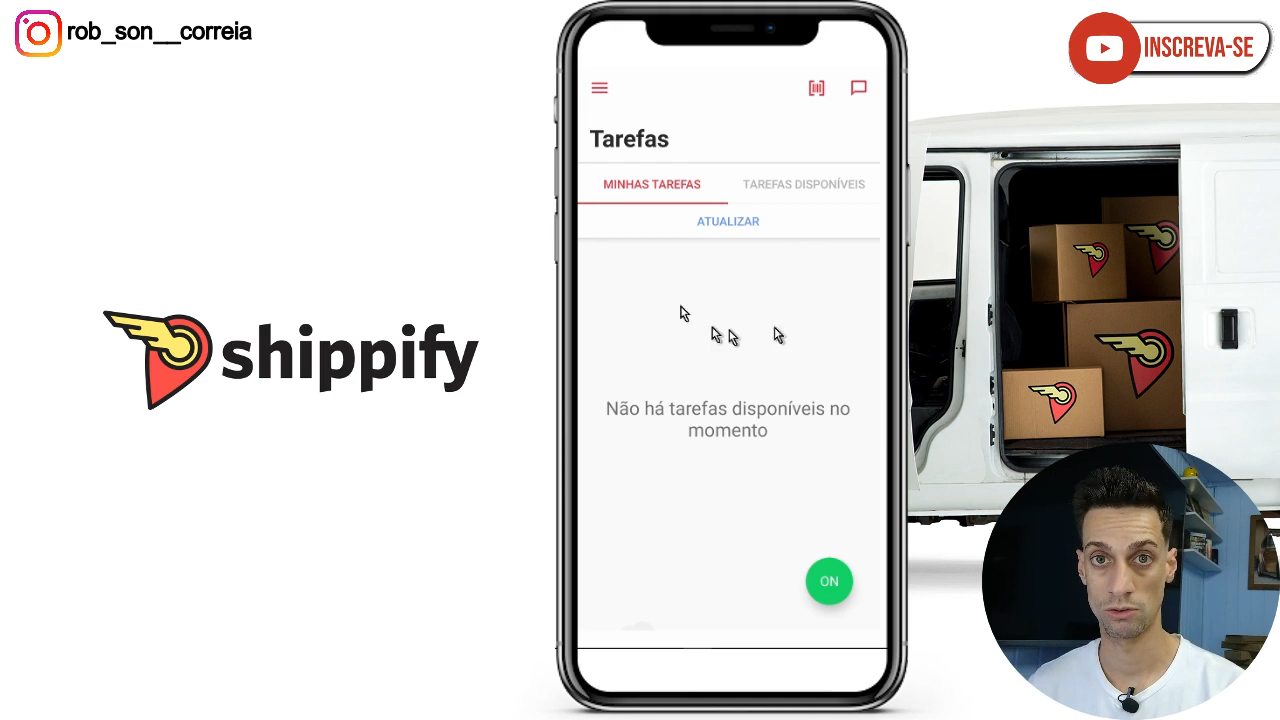 rob_son__correia
INSCREVA-SE
Tarefas
MINHAS TAREFAS
TAREFAS DISPONÍVEIS
ATUALIZAR
shippify
Não há tarefas disponíveis no
momento
ON